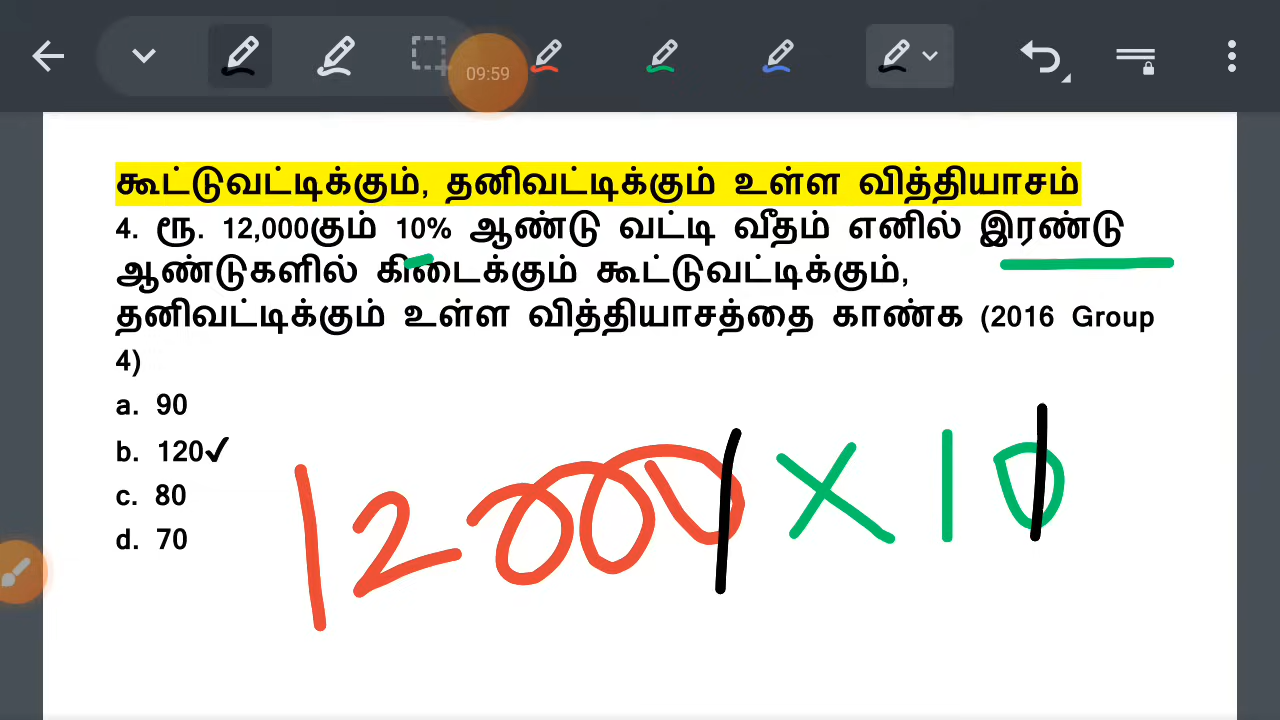 09:59
கூட்டுவட்டிக்கும், தனிவட்டிக்கும் உள்ள வித்தியாசம்
4. ரூ. 12,000கும் 10% ஆண்டு வட்டி வீதம் எனில் இரண்டு
ஆண்டுகளில் கிடைக்கும் கூட்டுவட்டிக்கும்,
தனிவட்டிக்கும் உள்ள வித்தியாசத்தை காண்க (2016 Group
4)
a. 90
b. 120✓
c. 80
d. 70
12000 × 10